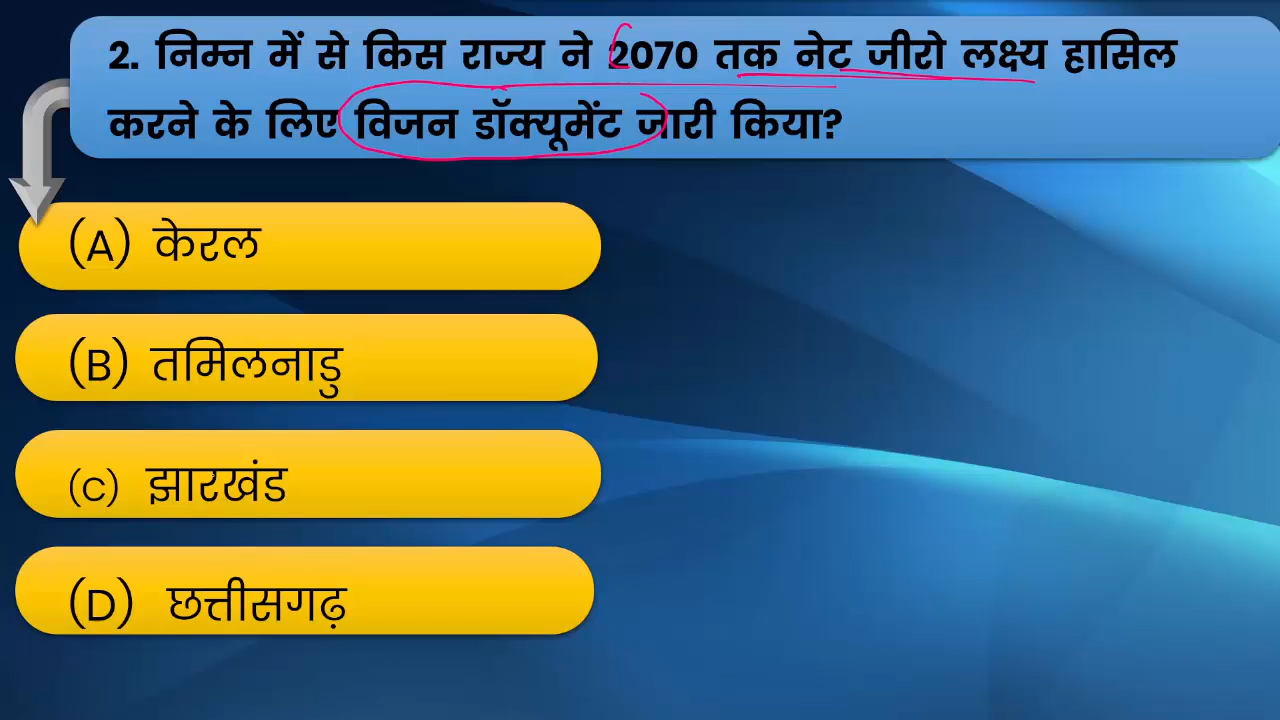 2. निम्न में से किस राज्य ने 2070 तक नेट जीरो लक्ष्य हासिल
करने के लिए विजन डॉक्यूमेंट जारी किया?
(A) केरल
(B) तमिलनाडु
(C) झारखंड
(D) छत्तीसगढ़